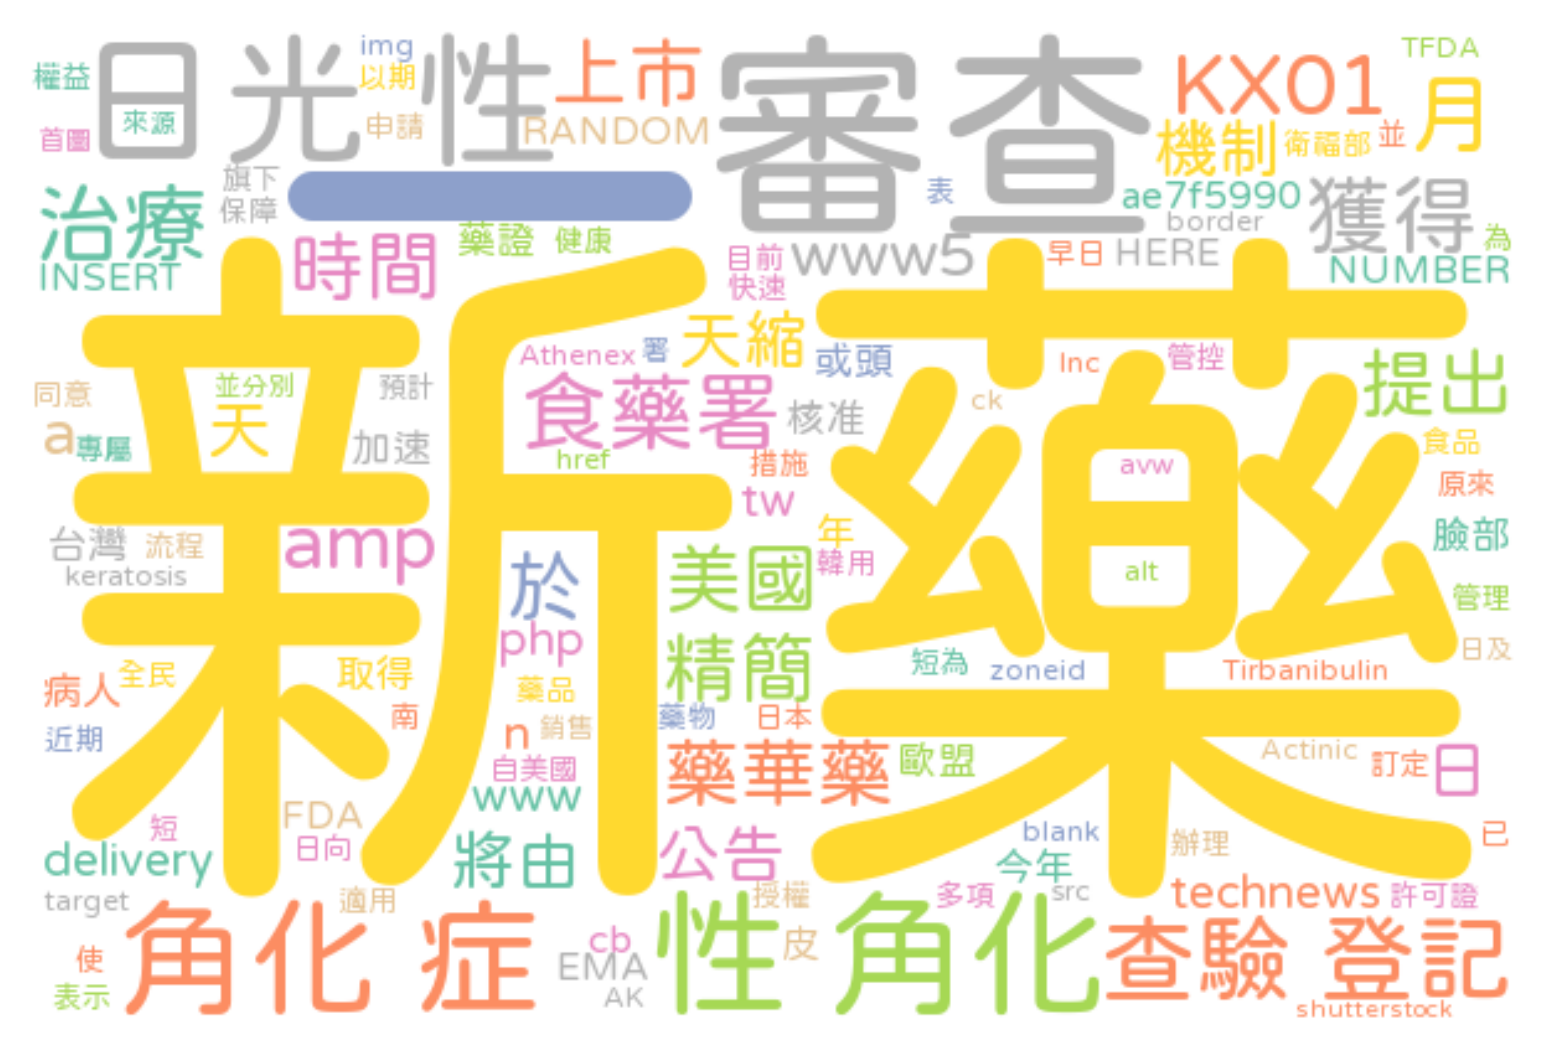 img
TFDA
權益
日光性
以期
上市
審查
KX01
月
來源
首圖
申請
RANDOM
機制
衛福部
並
旗下
保障
一
表
ae7f5990
獲得
治療
border
為
INSERT
時間
藥證
健康
目前
www5
早日
HERE
NUMBER
快速
新藥
Athenex
署
天縮
或頭
Inc
管控
提出
同意
並分別
預計
食藥署
核准
ck
a
專屬
天
加速
href
措施
avw
食品
原來
tw
台灣
流程
amp
年
臉部
keratosis
於
美國
韓用
alt
管理
php
精簡
短為
zoneid
Tirbanibulin
日及
病人
全民
取得
藥品
近期
南
n
銷售
藥物
日本
自美國
藥華藥
歐盟
Actinic
訂定
日
www
短
FDA
日向
blank
辦理
已
delivery
將由
公告
今年
target
適用
授權
多項
src
technews
許可證
角化 症
cb
性 角化
皮
查驗 登記
使
EMA
表示
AK
shutterstock